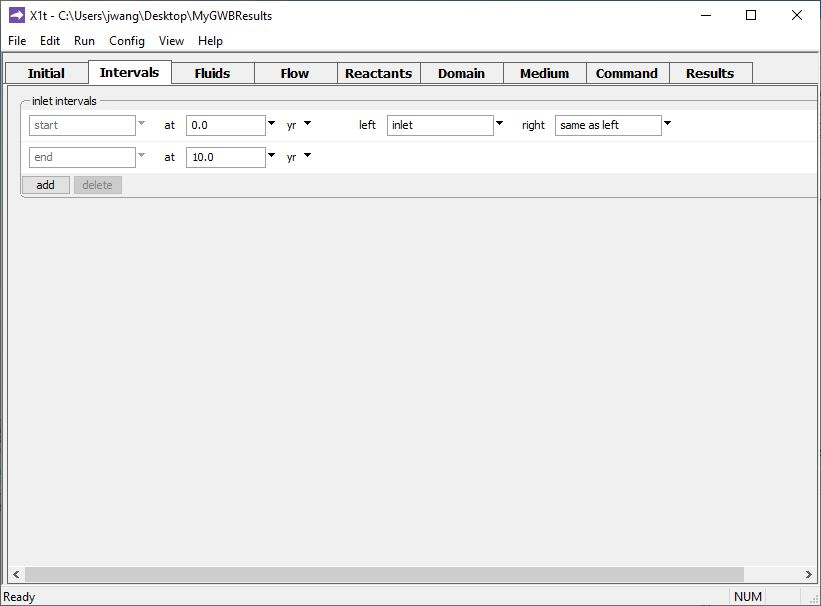 X1t - C:\Users\jwang\Desktop\MyGWBResults
File Edit Run Config View Help
Initial Intervals Fluids Flow Reactants Domain Medium Command Results
inlet intervals
start at 0.0 yr left inlet right same as left
end at 10.0 yr
add delete
Ready NUM